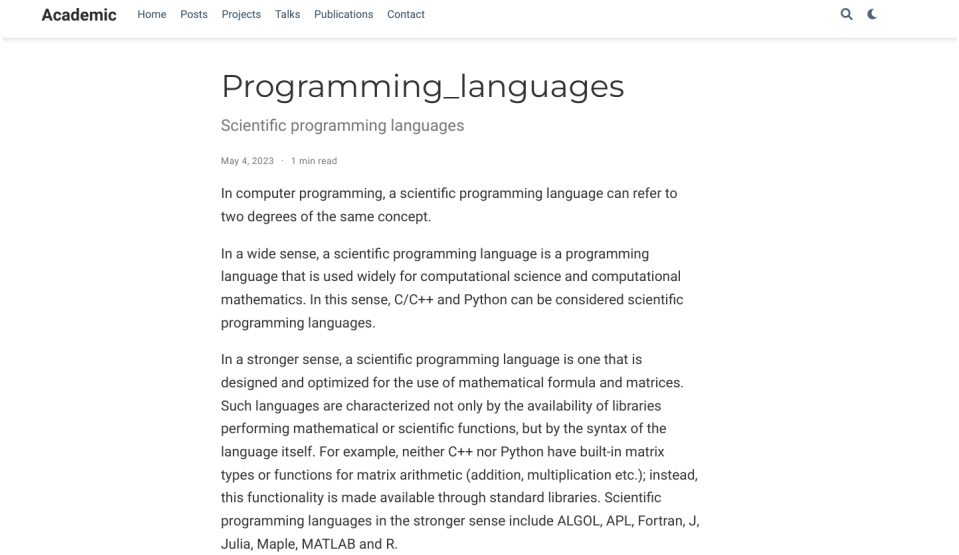 Academic Home Posts Projects Talks Publications Contact
Programming_languages
Scientific programming languages
May 4, 2023 · 1 min read
In computer programming, a scientific programming language can refer to
two degrees of the same concept.
In a wide sense, a scientific programming language is a programming
language that is used widely for computational science and computational
mathematics. In this sense, C/C++ and Python can be considered scientific
programming languages.
In a stronger sense, a scientific programming language is one that is
designed and optimized for the use of mathematical formula and matrices.
Such languages are characterized not only by the availability of libraries
performing mathematical or scientific functions, but by the syntax of the
language itself. For example, neither C++ nor Python have built-in matrix
types or functions for matrix arithmetic (addition, multiplication etc.); instead,
this functionality is made available through standard libraries. Scientific
programming languages in the stronger sense include ALGOL, APL, Fortran, J,
Julia, Maple, MATLAB and R.